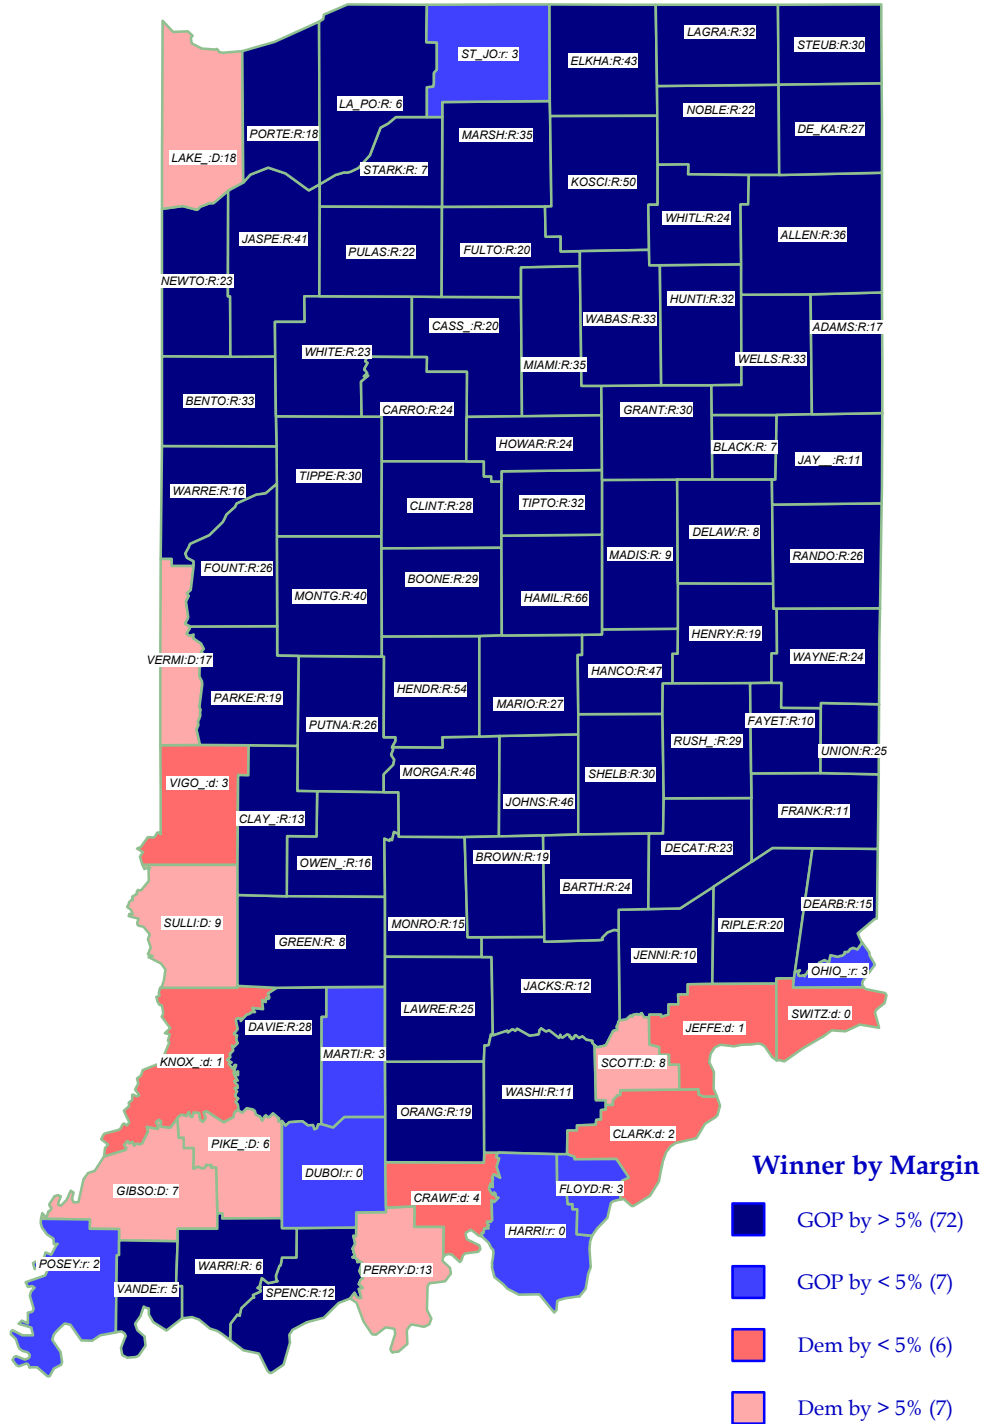 LAGRA:R:32
STEUB:R:30
ST_JO:r: 3
ELKHA:R:43
LA_PO:R: 6
NOBLE:R:22
DE_KA:R:27
PORTE:R:18
MARSH:R:35
LAKE_:D:18
STARK:R: 7
KOSCI:R:50
WHITL:R:24
ALLEN:R:36
JASPE:R:41
PULAS:R:22
FULTO:R:20
NEWTO:R:23
HUNTI:R:32
WABAS:R:33
CASS_:R:20
ADAMS:R:17
WHITE:R:23
MIAMI:R:35
WELLS:R:33
BENTO:R:33
CARRO:R:24
GRANT:R:30
HOWAR:R:24
BLACK:R: 7
JAY__:R:11
TIPPE:R:30
WARRE:R:16
CLINT:R:28
TIPTO:R:32
DELAW:R: 8
MADIS:R: 9
RANDO:R:26
FOUNT:R:26
BOONE:R:29
MONTG:R:40
HAMIL:R:66
HENRY:R:19
VERMI:D:17
WAYNE:R:24
HANCO:R:47
HENDR:R:54
PARKE:R:19
MARIO:R:27
PUTNA:R:26
FAYET:R:10
RUSH_:R:29
UNION:R:25
MORGA:R:46
SHELB:R:30
VIGO_:d: 3
JOHNS:R:46
FRANK:R:11
CLAY_:R:13
DECAT:R:23
BROWN:R:19
OWEN_:R:16
BARTH:R:24
DEARB:R:15
SULLI:D: 9
MONRO:R:15
RIPLE:R:20
GREEN:R: 8
JENNI:R:10
OHIO_:r: 3
JACKS:R:12
LAWRE:R:25
SWITZ:d: 0
DAVIE:R:28
JEFFE:d: 1
MARTI:R: 3
KNOX_:d: 1
SCOTT:D: 8
WASHI:R:11
ORANG:R:19
CLARK:d: 2
PIKE_:D: 6
DUBOI:r: 0
GIBSO:D: 7
CRAWF:d: 4
FLOYD:R: 3
HARRI:r: 0
POSEY:r: 2
WARRI:R: 6
PERRY:D:13
VANDE:r: 5
SPENC:R:12
Winner by Margin
GOP by > 5% (72)
GOP by < 5% (7)
Dem by < 5% (6)
Dem by > 5% (7)